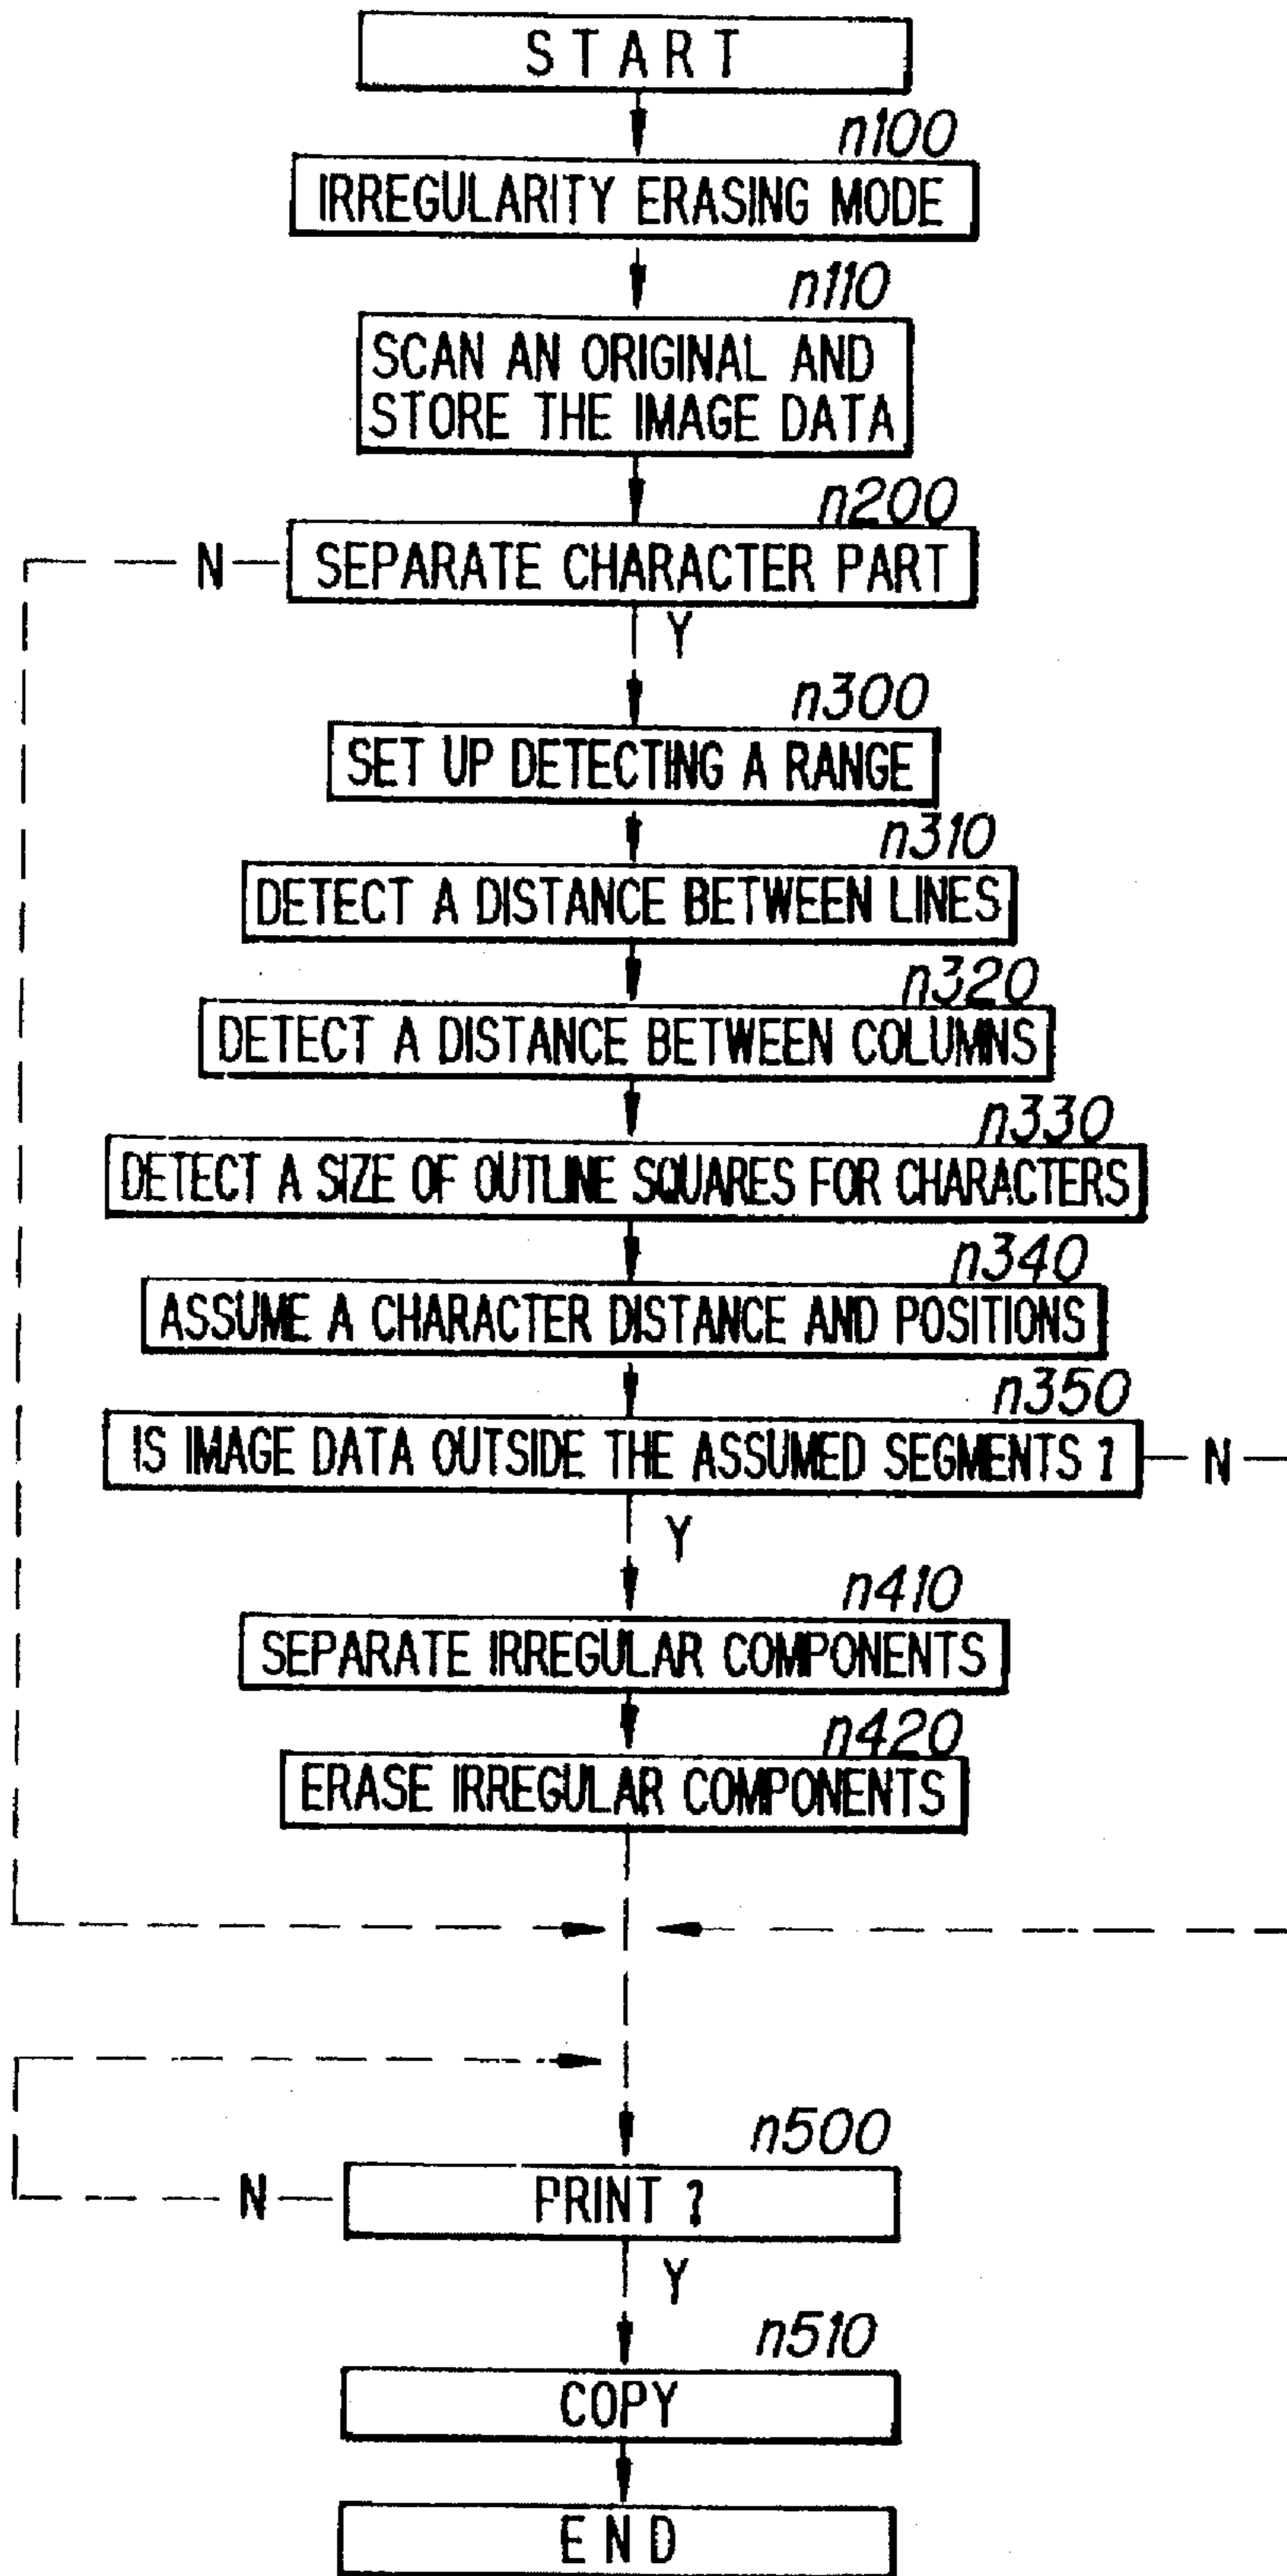 START
n100
IRREGULARITY ERASING MODE
n110
SCAN AN ORIGINAL AND
STORE THE IMAGE DATA
n200
N SEPARATE CHARACTER PART
Y
n300
SET UP DETECTING A RANGE
n310
DETECT A DISTANCE BETWEEN LINES
n320
DETECT A DISTANCE BETWEEN COLUMNS
n330
DETECT A SIZE OF OUTLINE SQUARES FOR CHARACTERS
n340
ASSUME A CHARACTER DISTANCE AND POSITIONS
n350
IS IMAGE DATA OUTSIDE THE ASSUMED SEGMENTS ? N
Y
n410
SEPARATE IRREGULAR COMPONENTS
n420
ERASE IRREGULAR COMPONENTS
n500
N PRINT ?
Y
n510
COPY
END